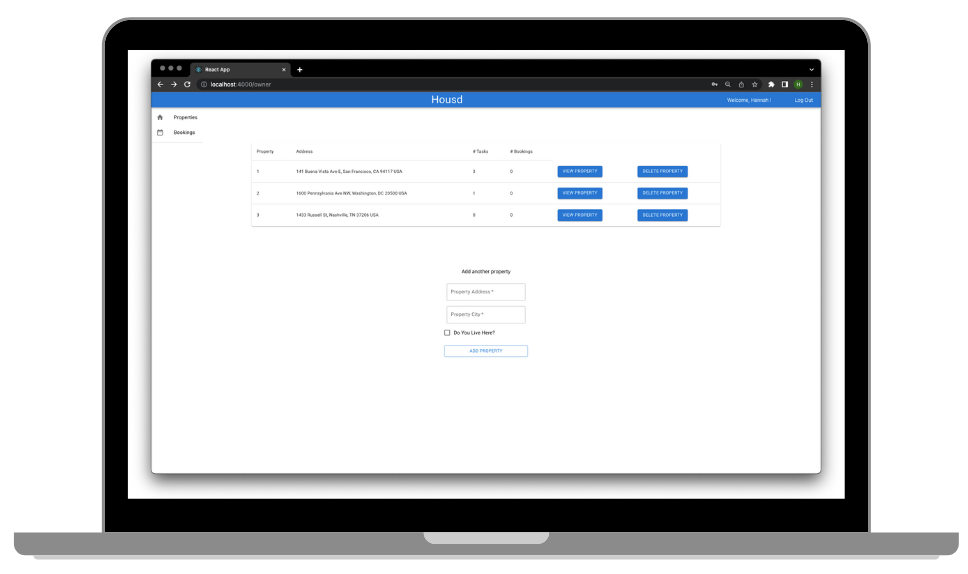 React App
localhost:4000/owner
H
Housd
Welcome, Hannah !
Log Out
Properties
Bookings
Property Address # Tasks # Bookings
1 141 Buena Vista Ave E, San Francisco, CA 94117 USA 3 0 VIEW PROPERTY DELETE PROPERTY
2 1600 Pennsylvania Ave NW, Washington, DC 20500 USA 1 0 VIEW PROPERTY DELETE PROPERTY
3 1403 Russell St, Nashville, TN 37206 USA 0 0 VIEW PROPERTY DELETE PROPERTY
Add another property
Property Address *
Property City *
Do You Live Here?
ADD PROPERTY